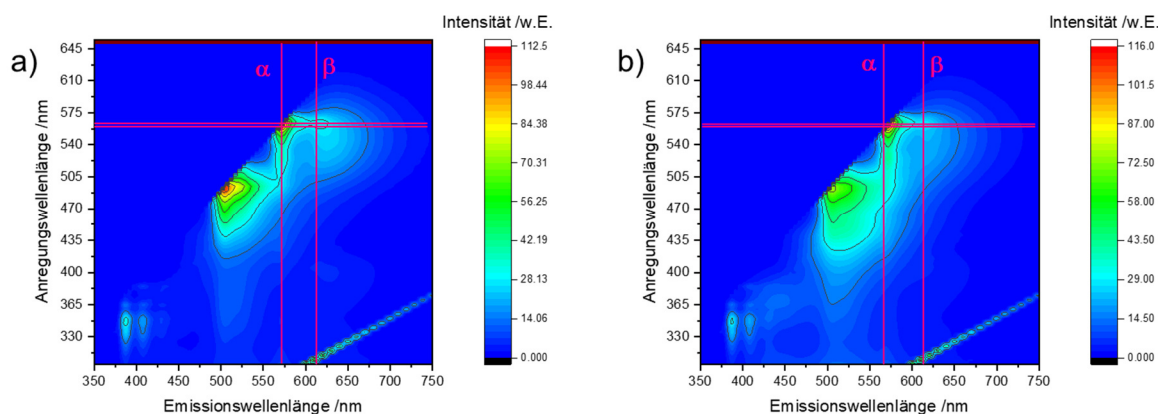 a)
Intensität /w.E.
α
β
Anregungswellenlänge /nm
645
610
575
540
505
470
435
400
365
330
350 400 450 500 550 600 650 700 750
Emissionswellenlänge /nm
112.5
98.44
84.38
70.31
56.25
42.19
28.13
14.06
0.000
b)
Intensität /w.E.
α
β
Anregungswellenlänge /nm
645
610
575
540
505
470
435
400
365
330
350 400 450 500 550 600 650 700 750
Emissionswellenlänge /nm
116.0
101.5
87.00
72.50
58.00
43.50
29.00
14.50
0.000